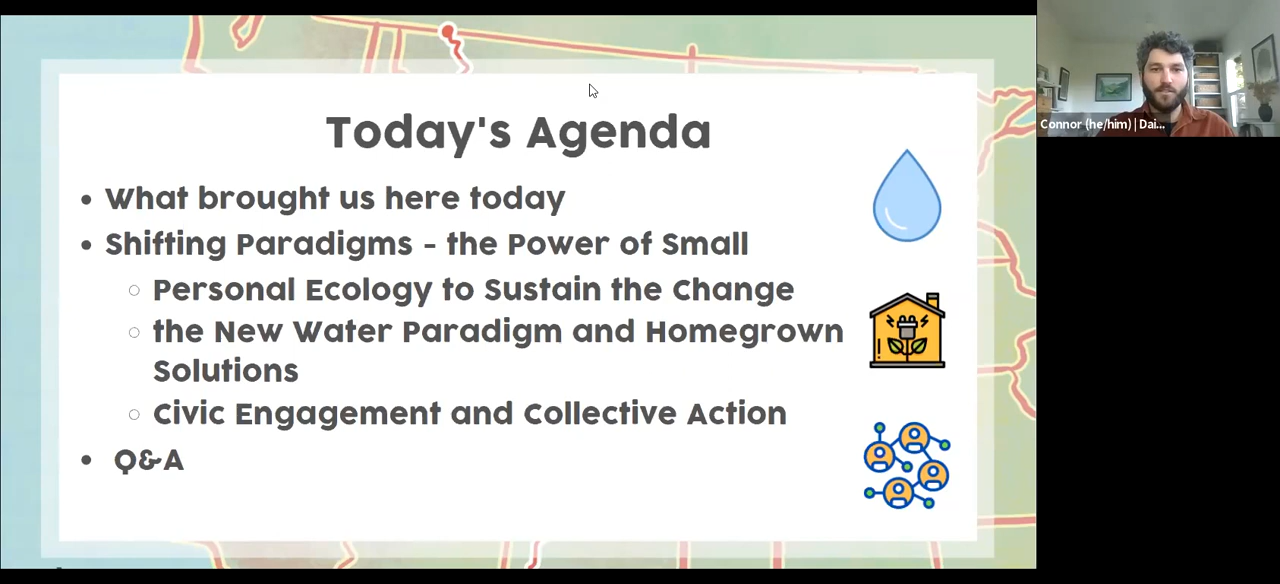 Today's Agenda
• What brought us here today
• Shifting Paradigms - the Power of Small
○ Personal Ecology to Sustain the Change
○ the New Water Paradigm and Homegrown
Solutions
○ Civic Engagement and Collective Action
• Q&A
Connor (he/him) | Dai...